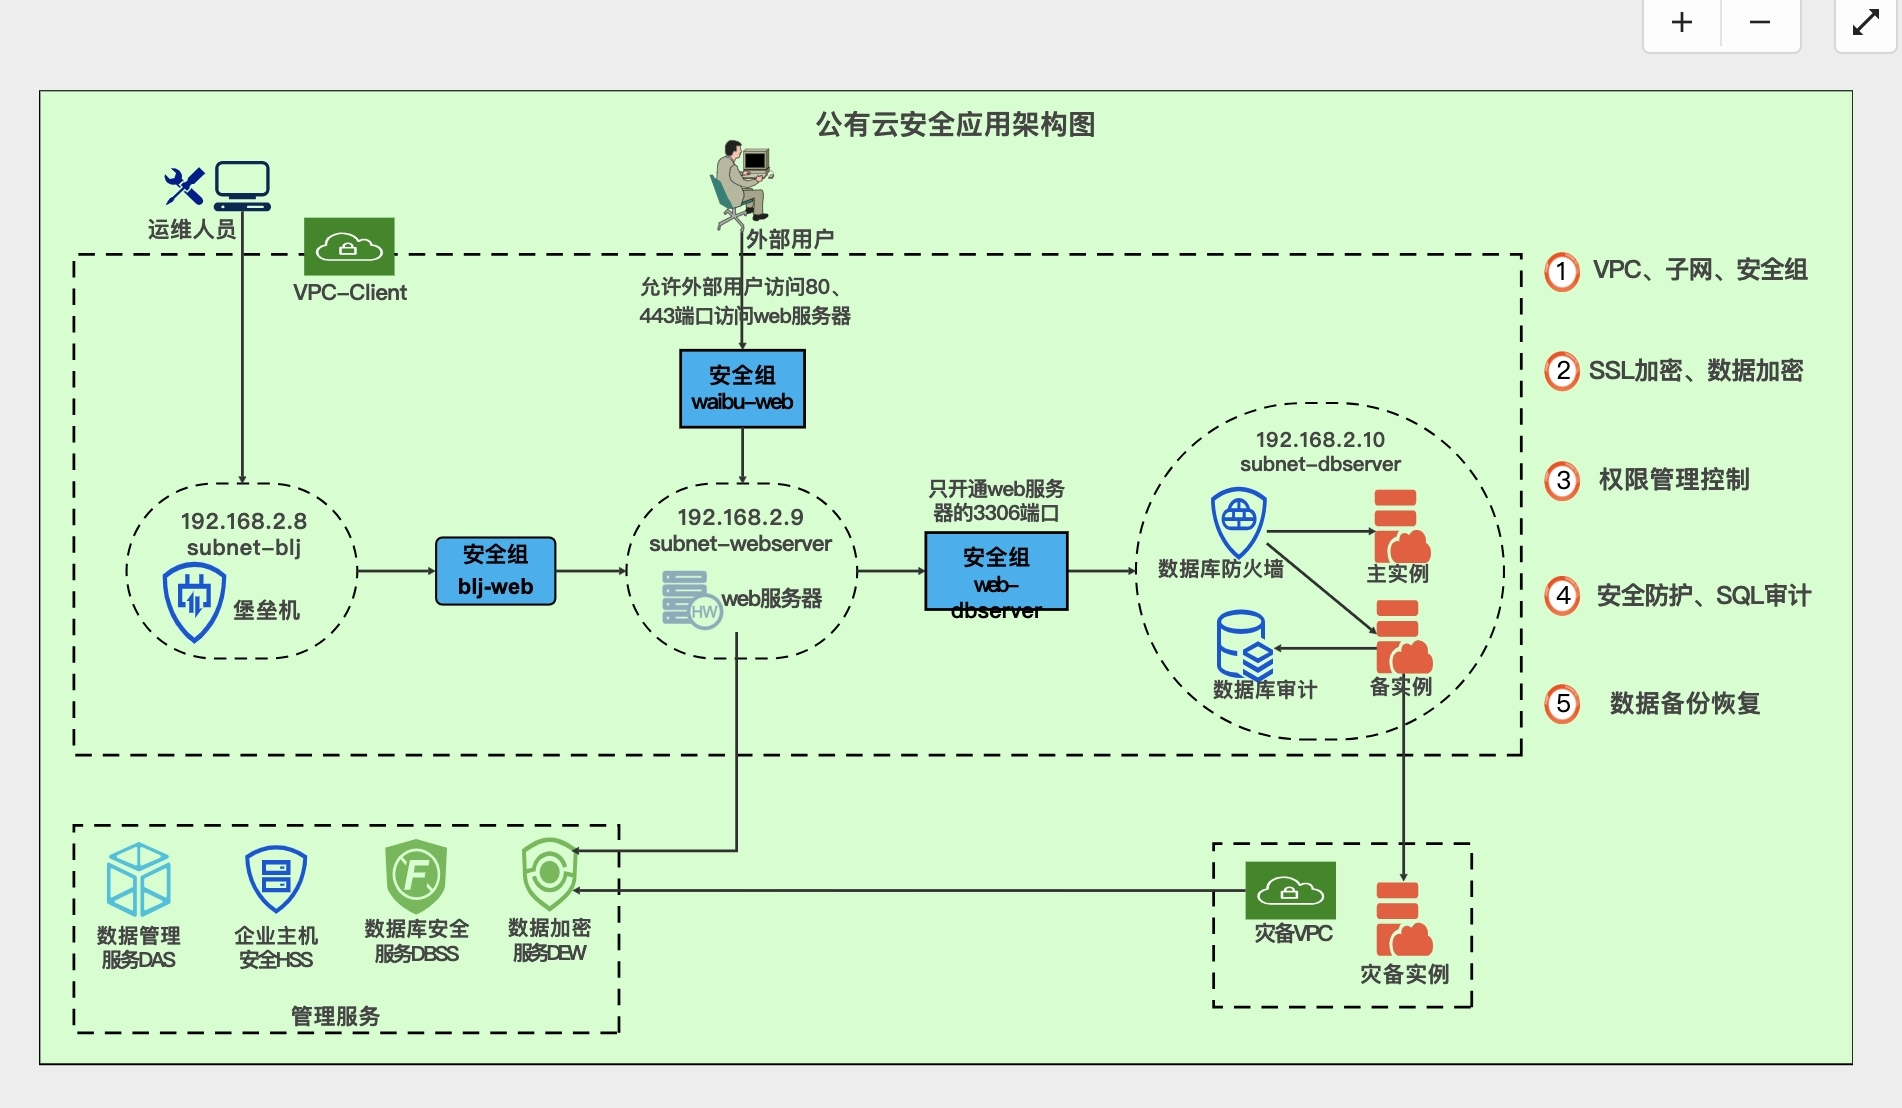 公有云安全应用架构图
运维人员
外部用户
VPC-Client
允许外部用户访问80、
443端口访问web服务器
安全组
waibu-web
192.168.2.8
subnet-blj
堡垒机
安全组
blj-web
192.168.2.9
subnet-webserver
HW
web服务器
只开通web服务
器的3306端口
安全组
web-
dbserver
192.168.2.10
subnet-dbserver
数据库防火墙
主实例
数据库审计
备实例
1 VPC、子网、安全组
2 SSL加密、数据加密
3 权限管理控制
4 安全防护、SQL审计
5 数据备份恢复
数据管理
服务DAS
企业主机
安全HSS
F
数据库安全
服务DBSS
数据加密
服务DEW
管理服务
灾备VPC
灾备实例